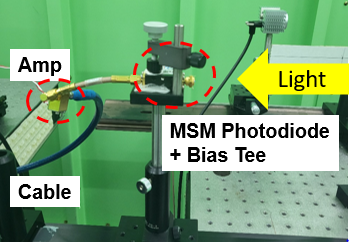 Amp
Light
MSM Photodiode
+ Bias Tee
Cable